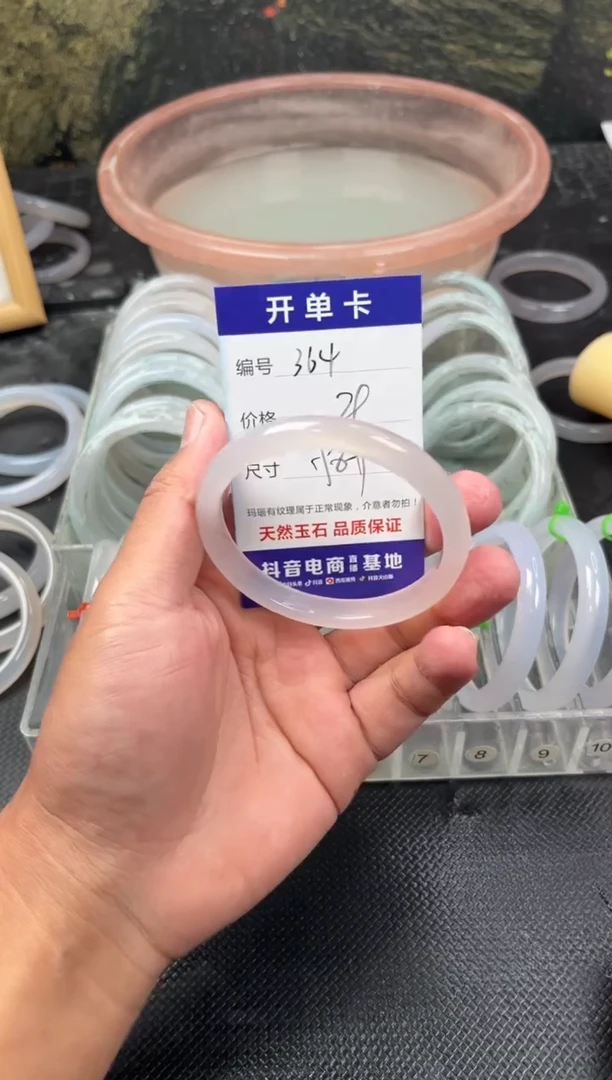 开单卡
编号 364
价格
尺寸
玛瑙有纹理属于正常现象，介意者勿拍！
天然玉石 品质保证
抖音电商直播基地
7
8
9
10